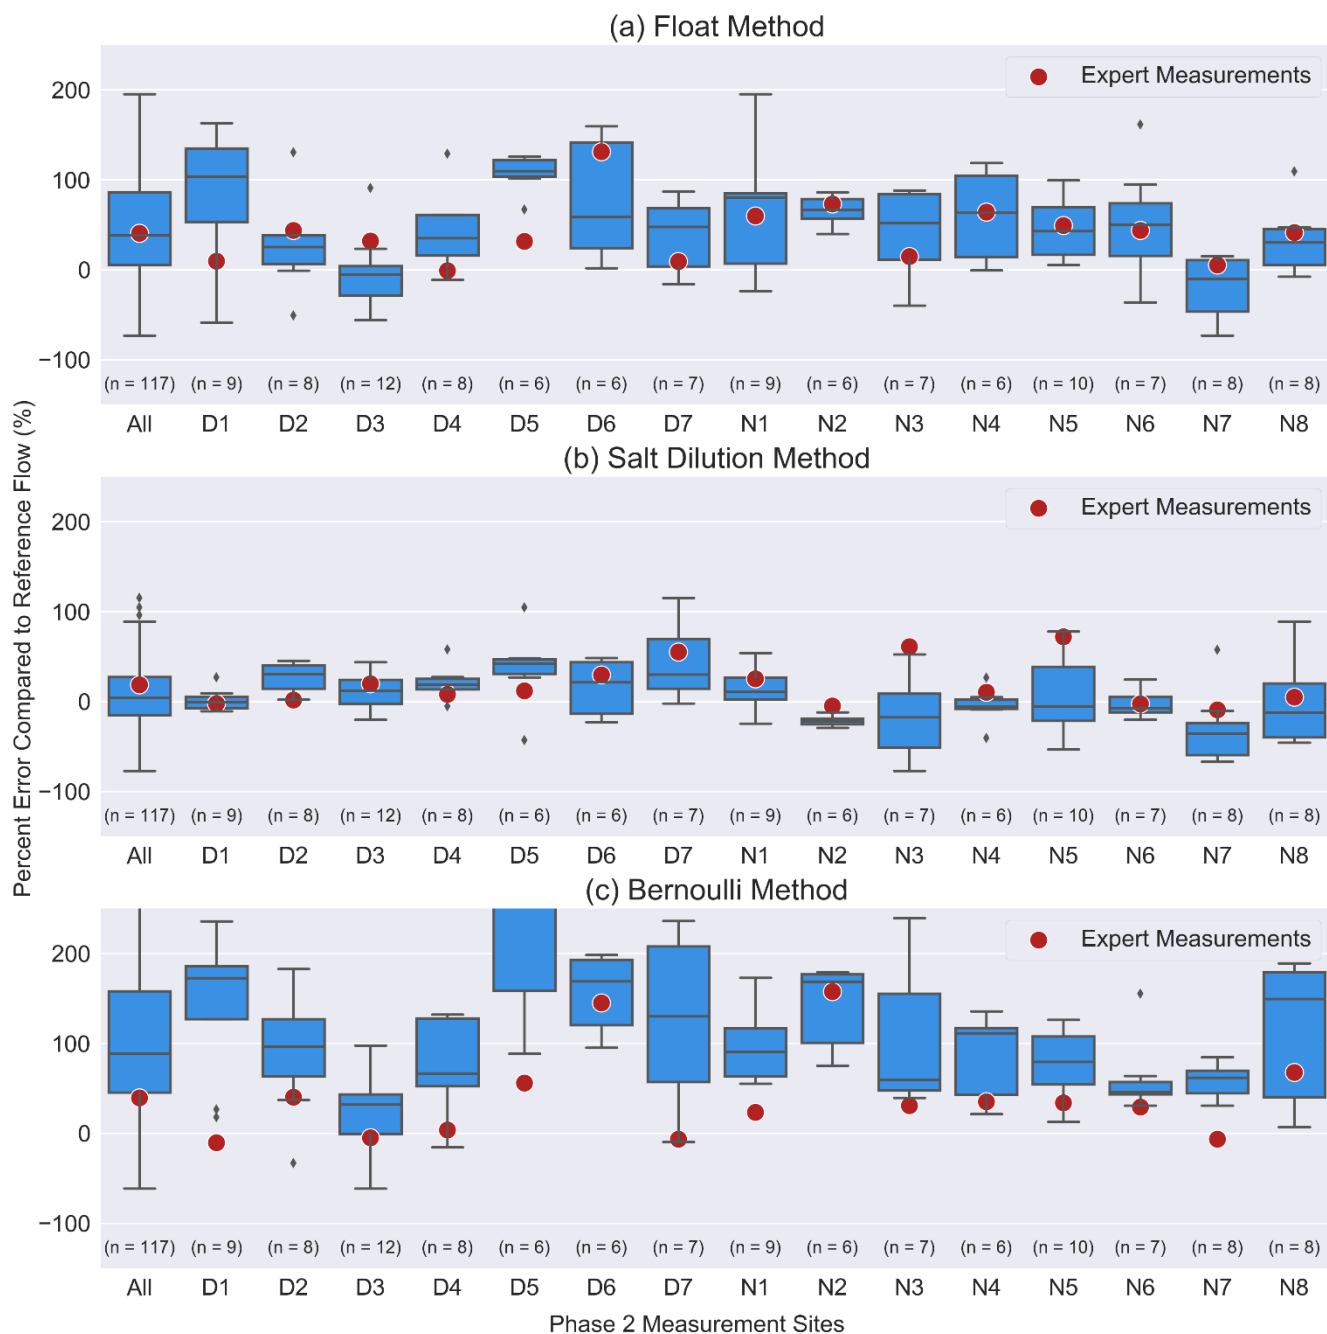 (a) Float Method
Expert Measurements
200
100
0
−100
(n = 117) (n = 9) (n = 8) (n = 12) (n = 8) (n = 6) (n = 6) (n = 7) (n = 9) (n = 6) (n = 7) (n = 6) (n = 10) (n = 7) (n = 8) (n = 8)
All D1 D2 D3 D4 D5 D6 D7 N1 N2 N3 N4 N5 N6 N7 N8
Percent Error Compared to Reference Flow (%)
(b) Salt Dilution Method
Expert Measurements
200
100
0
−100
(n = 117) (n = 9) (n = 8) (n = 12) (n = 8) (n = 6) (n = 6) (n = 7) (n = 9) (n = 6) (n = 7) (n = 6) (n = 10) (n = 7) (n = 8) (n = 8)
All D1 D2 D3 D4 D5 D6 D7 N1 N2 N3 N4 N5 N6 N7 N8
(c) Bernoulli Method
Expert Measurements
200
100
0
−100
(n = 117) (n = 9) (n = 8) (n = 12) (n = 8) (n = 6) (n = 6) (n = 7) (n = 9) (n = 6) (n = 7) (n = 6) (n = 10) (n = 7) (n = 8) (n = 8)
All D1 D2 D3 D4 D5 D6 D7 N1 N2 N3 N4 N5 N6 N7 N8
Phase 2 Measurement Sites